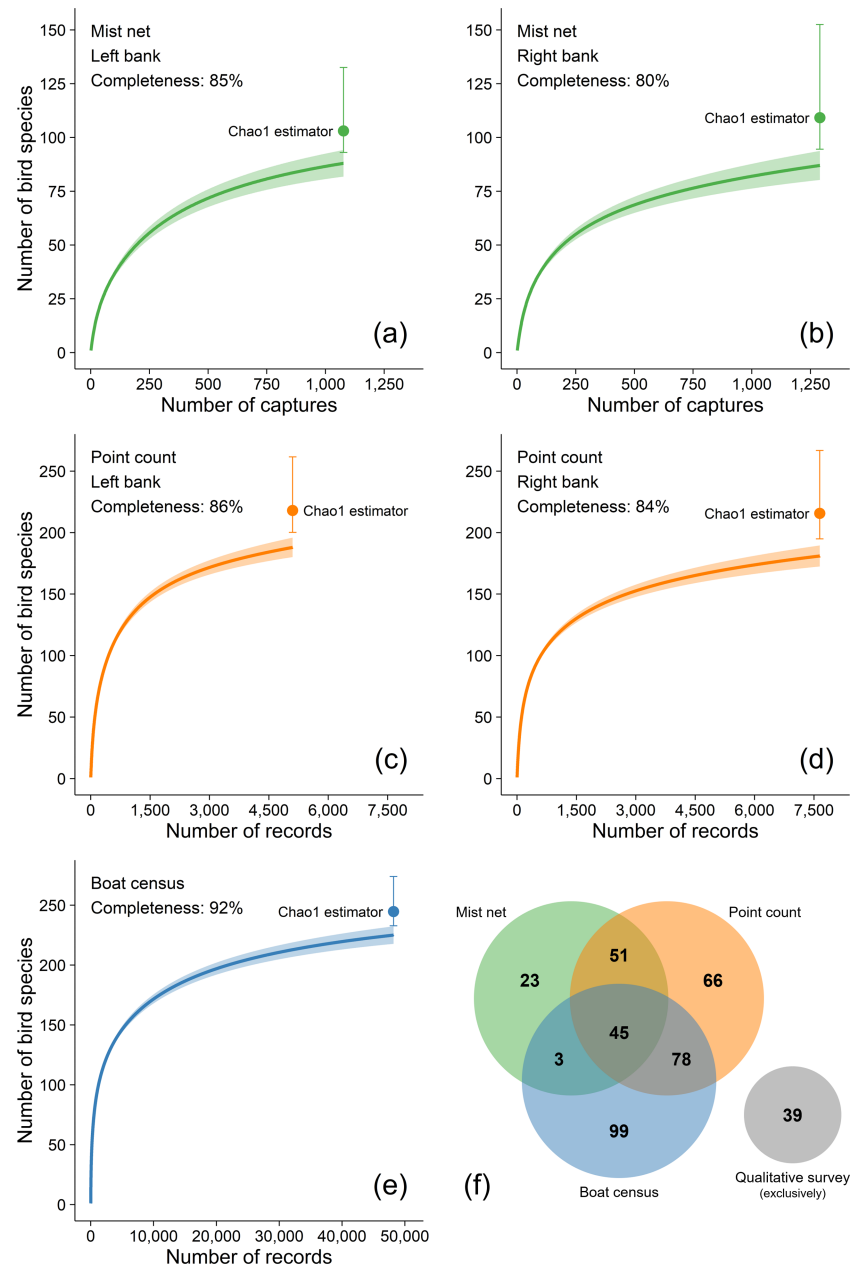 Mist net
Left bank
Completeness: 85%
Chao1 estimator
Number of bird species
150
125
100
75
50
25
0
(a)
0 250 500 750 1,000 1,250
Number of captures
Mist net
Right bank
Completeness: 80%
Chao1 estimator
150
125
100
75
50
25
0
(b)
0 250 500 750 1,000 1,250
Number of captures
Point count
Left bank
Completeness: 86%
Chao1 estimator
Number of bird species
250
200
150
100
50
0
(c)
0 1,500 3,000 4,500 6,000 7,500
Number of records
Point count
Right bank
Completeness: 84%
Chao1 estimator
250
200
150
100
50
0
(d)
0 1,500 3,000 4,500 6,000 7,500
Number of records
Boat census
Completeness: 92%
Chao1 estimator
Number of bird species
250
200
150
100
50
0
(e)
0 10,000 20,000 30,000 40,000 50,000
Number of records
Mist net
Point count
51
23
66
45
3
78
99
39
Boat census
Qualitative survey
(exclusively)
(f)